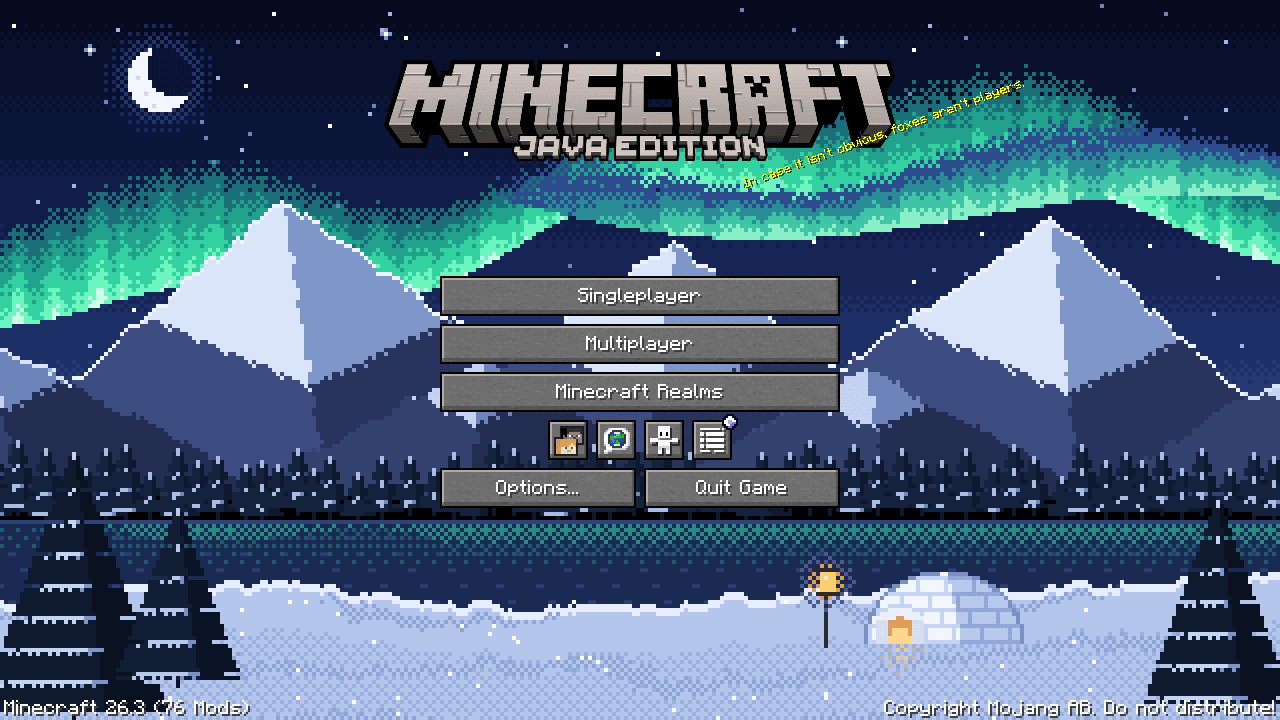 MINECRAFT
JAVA EDITION
In case it isn't obvious, foxes aren't players.
Singleplayer
Multiplayer
Minecraft Realms
Options...
Quit Game
Minecraft 26.3 (76 Mods)
Copyright Mojang AB. Do not distribute!